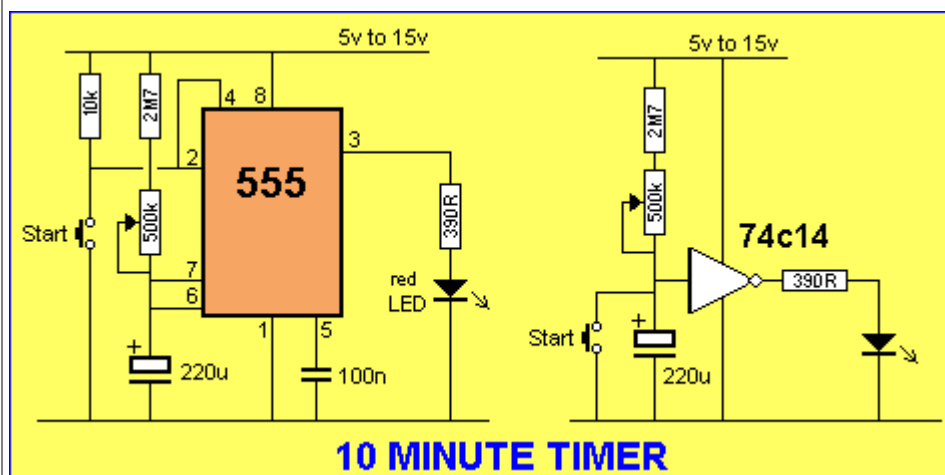 5v to 15v
10k
2M7
4
8
3
2
555
500k
Start
7
6
390R
red
LED
1
5
+
220u
100n
5v to 15v
2M7
500k
74c14
390R
Start
+
220u
10 MINUTE TIMER